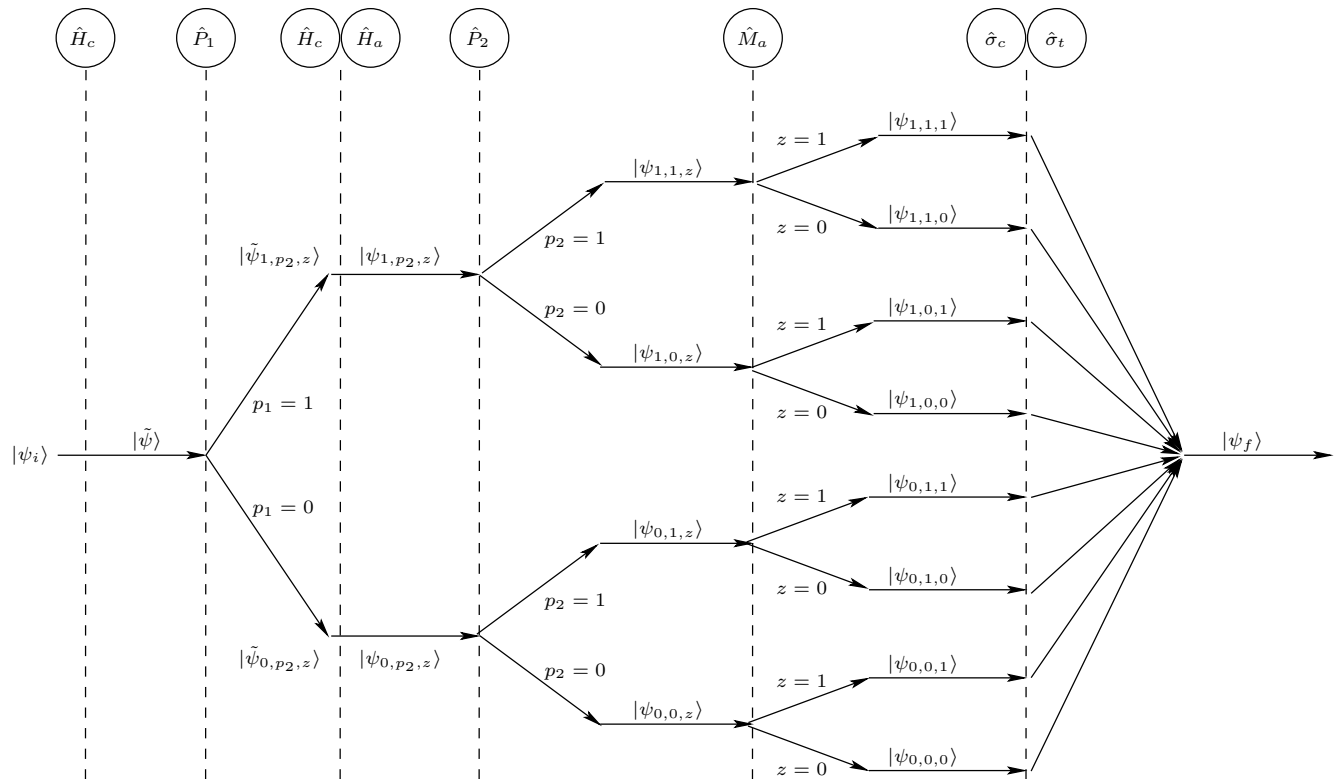 Ĥ_c P̂_1 Ĥ_c Ĥ_a P̂_2 M̂_a σ̂_c σ̂_t
|ψ_{1,1,1}⟩
z = 1
|ψ_{1,1,z}⟩
|ψ_{1,1,0}⟩
z = 0
p_2 = 1
|ψ̃_{1,p_2,z}⟩ |ψ_{1,p_2,z}⟩
|ψ_{1,0,1}⟩
p_2 = 0
z = 1
|ψ_{1,0,z}⟩
|ψ_{1,0,0}⟩
p_1 = 1
z = 0
|ψ_i⟩ |ψ̃⟩ |ψ_f⟩
|ψ_{0,1,1}⟩
z = 1
p_1 = 0
|ψ_{0,1,z}⟩
|ψ_{0,1,0}⟩
z = 0
p_2 = 1
|ψ̃_{0,p_2,z}⟩ |ψ_{0,p_2,z}⟩
|ψ_{0,0,1}⟩
p_2 = 0
z = 1
|ψ_{0,0,z}⟩
|ψ_{0,0,0}⟩
z = 0